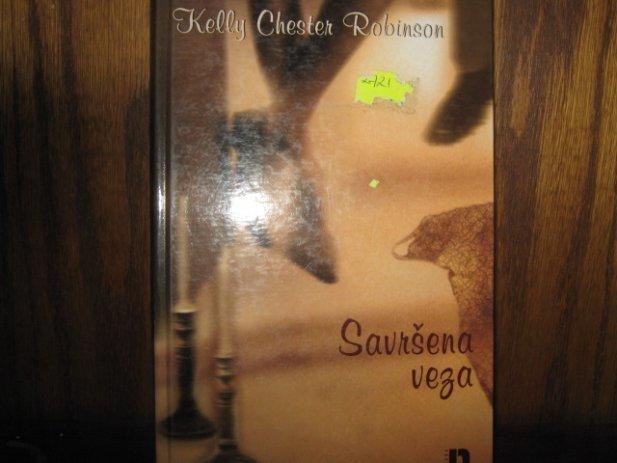 Kelly Chester Robinson
Savršena
veza